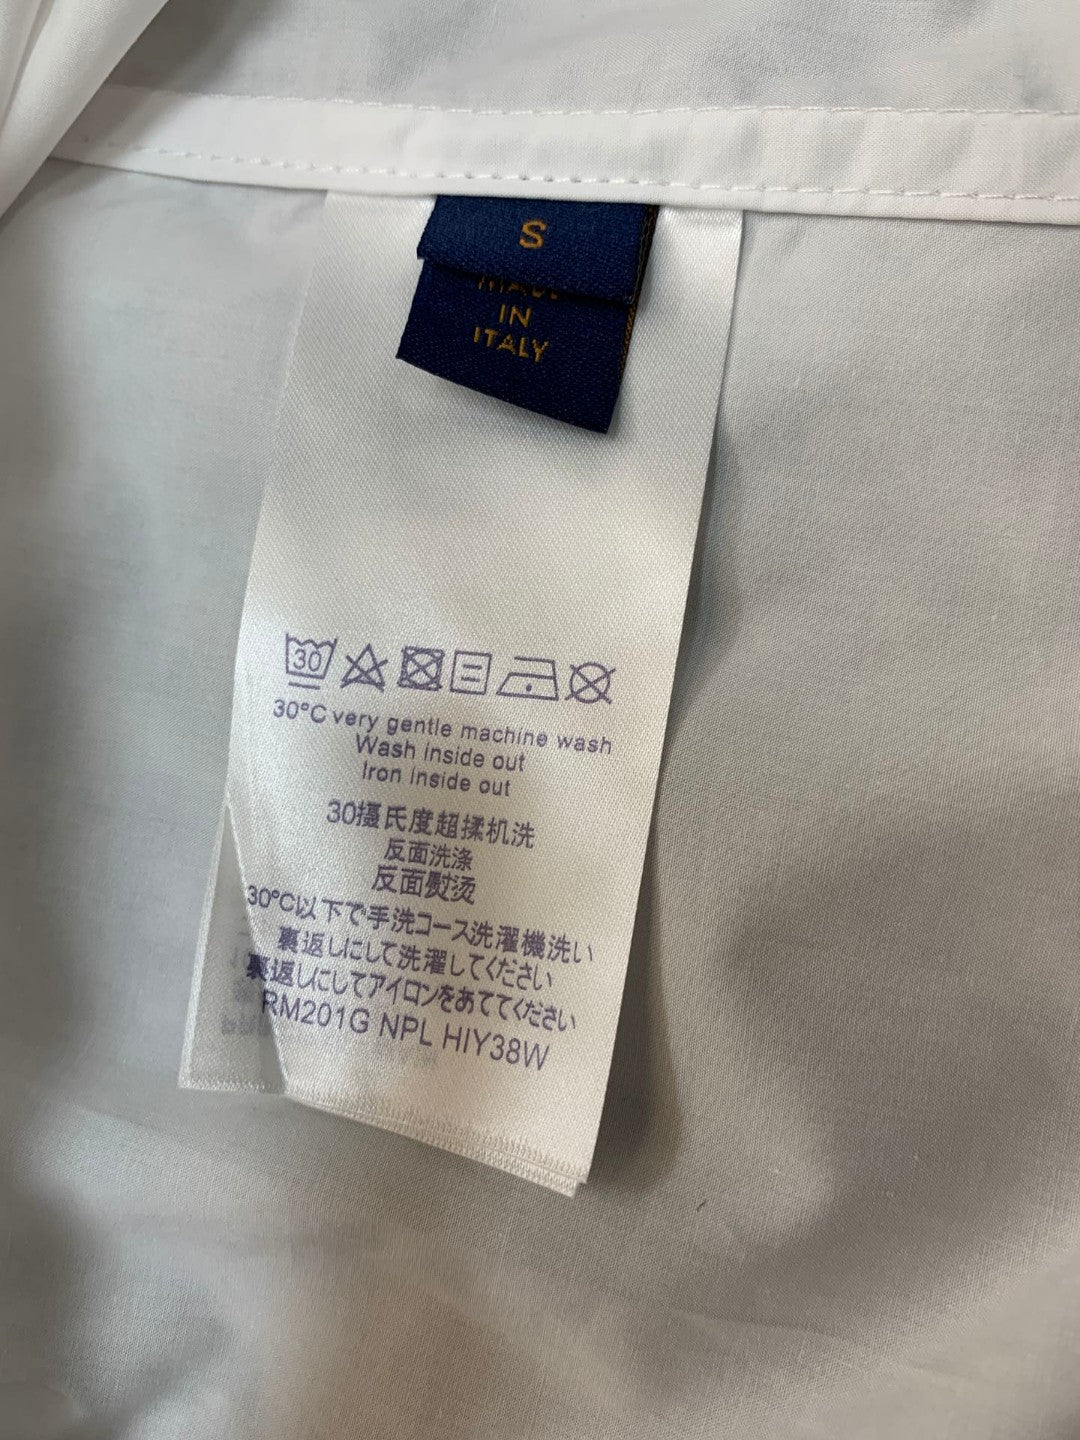 S
MADE
IN
ITALY
30
30°C very gentle machine wash
Wash inside out
Iron inside out
30摄氏度超揉机洗
反面洗涤
反面熨烫
30°C以下で手洗コース洗濯機洗い
裏返しにして洗濯してください
裏返しにしてアイロンをあててください
RM201G NPL HIY38W